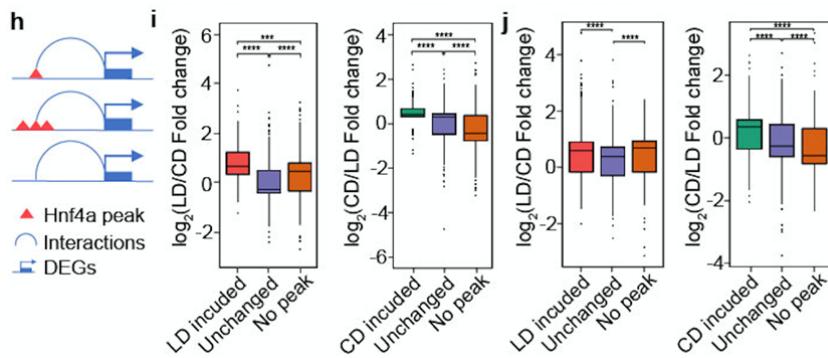 h
Hnf4a peak
Interactions
DEGs
i
log2(LD/CD Fold change)
6
4
2
0
-2
***
**** ****
LD incuded
Unchanged
No peak
log2(CD/LD Fold change)
4
2
0
-2
-4
-6
****
**** ****
CD incuded
Unchanged
No peak
j
log2(LD/CD Fold change)
4
2
0
-2
****
****
LD incuded
Unchanged
No peak
log2(CD/LD Fold change)
4
2
0
-2
-4
****
**** ****
CD incuded
Unchanged
No peak